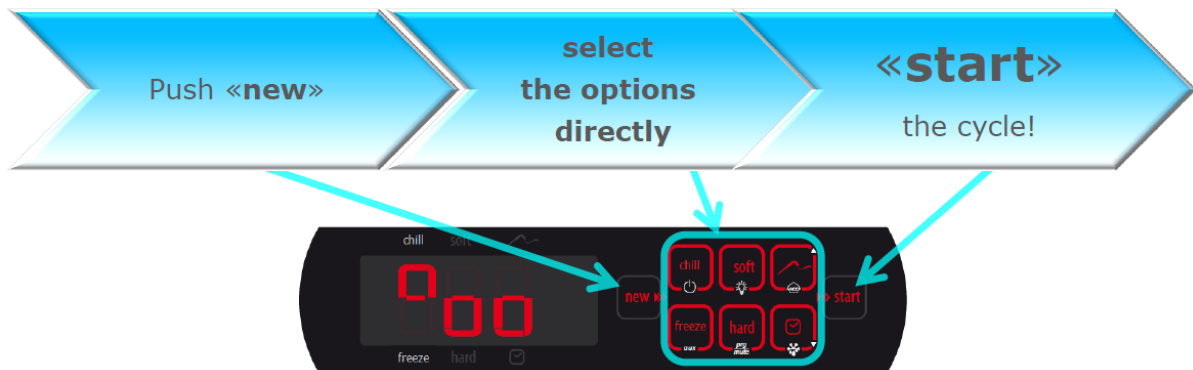 Push «new»
select
the options
directly
«start»
the cycle!
chill soft
freeze hard
new »
chill soft
freeze hard
aux pro
mute
» start